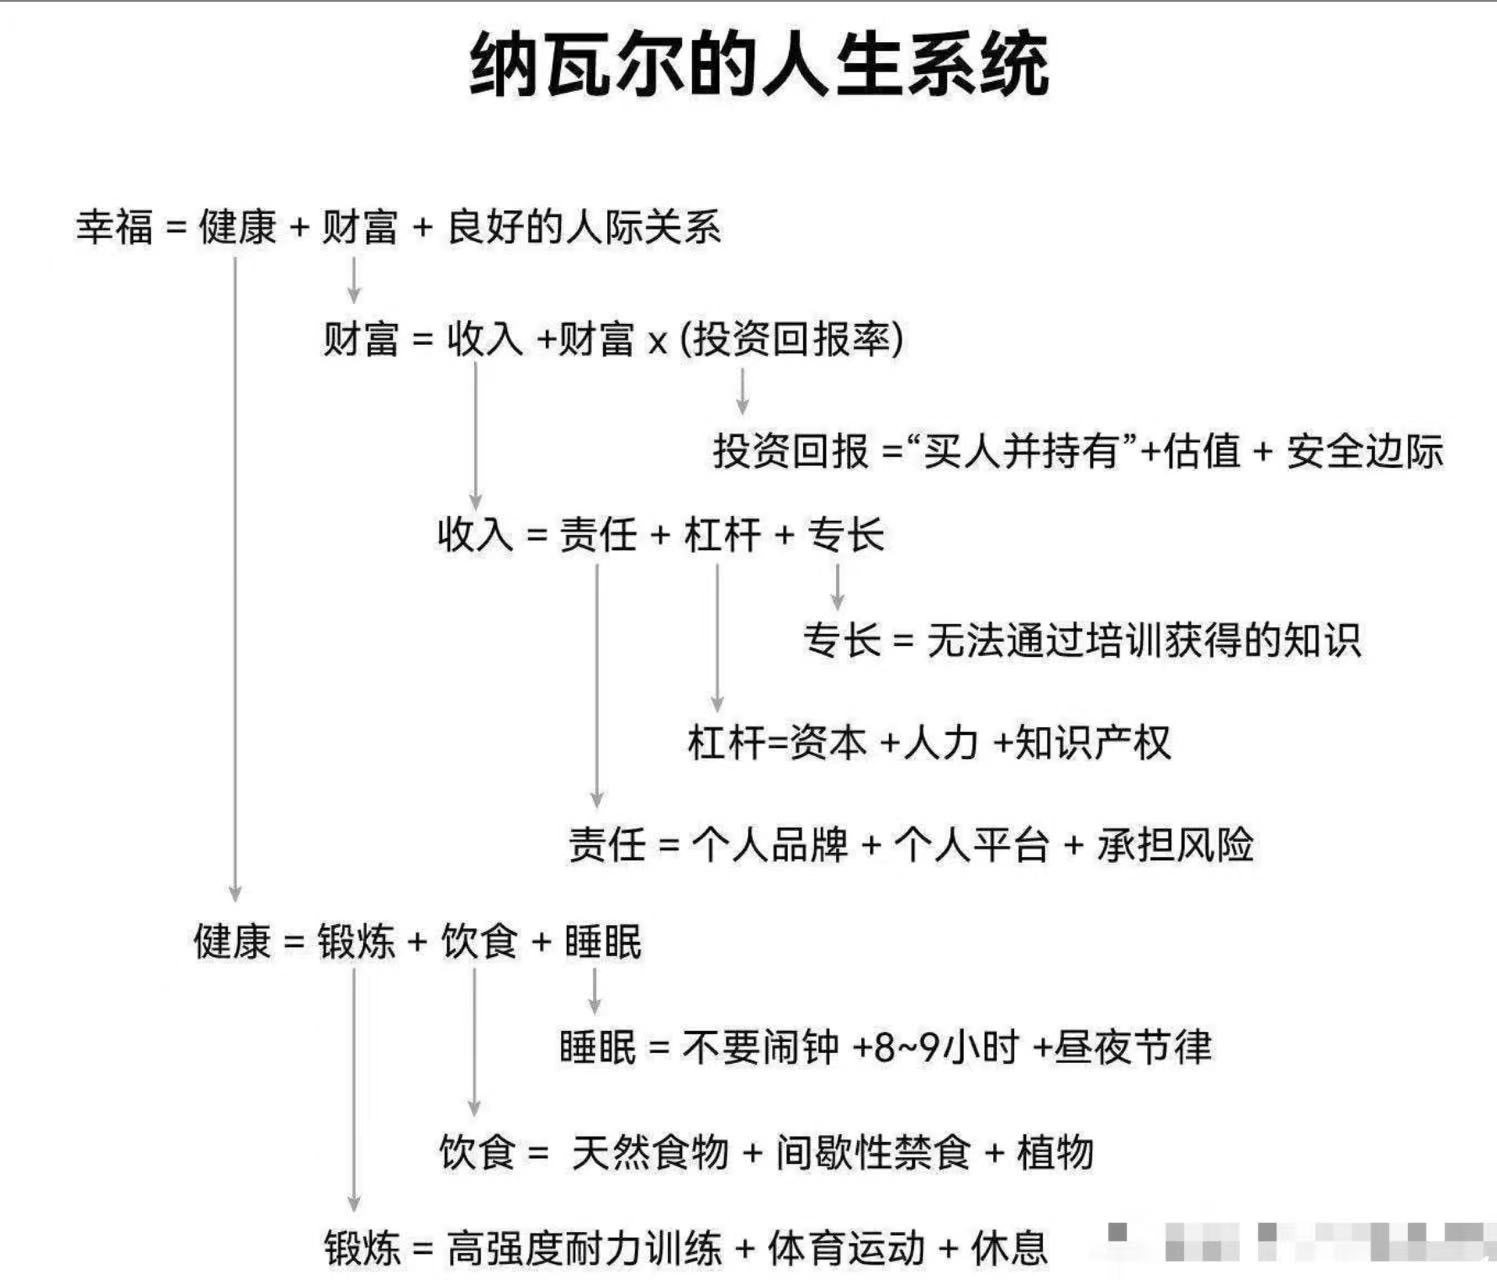 纳瓦尔的人生系统
幸福 = 健康 + 财富 + 良好的人际关系
财富 = 收入 +财富 x (投资回报率)
投资回报 =“买人并持有”+估值 + 安全边际
收入 = 责任 + 杠杆 + 专长
专长 = 无法通过培训获得的知识
杠杆=资本 +人力 +知识产权
责任 = 个人品牌 + 个人平台 + 承担风险
健康 = 锻炼 + 饮食 + 睡眠
睡眠 = 不要闹钟 +8~9小时 +昼夜节律
饮食 = 天然食物 + 间歇性禁食 + 植物
锻炼 = 高强度耐力训练 + 体育运动 + 休息